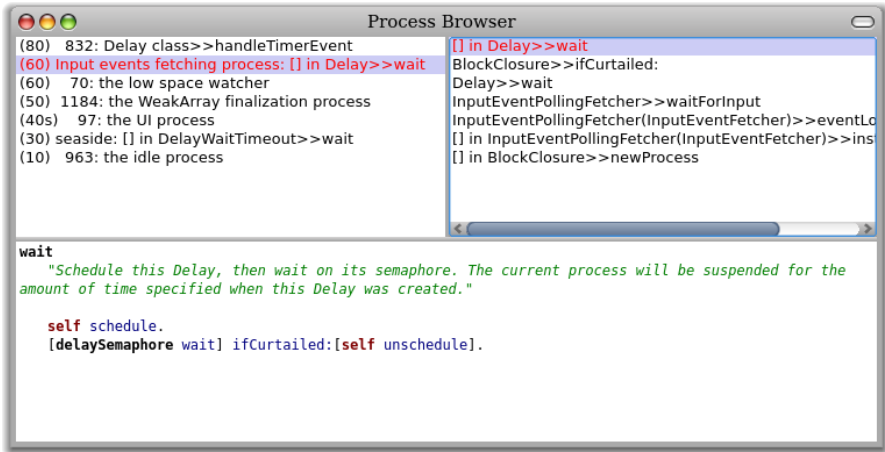 Process Browser
(80) 832: Delay class>>handleTimerEvent
(60) Input events fetching process: [] in Delay>>wait
(60) 70: the low space watcher
(50) 1184: the WeakArray finalization process
(40s) 97: the UI process
(30) seaside: [] in DelayWaitTimeout>>wait
(10) 963: the idle process
[] in Delay>>wait
BlockClosure>>ifCurtailed:
Delay>>wait
InputEventPollingFetcher>>waitForInput
InputEventPollingFetcher(InputEventFetcher)>>eventLo
[] in InputEventPollingFetcher(InputEventFetcher)>>ins
[] in BlockClosure>>newProcess
wait
"Schedule this Delay, then wait on its semaphore. The current process will be suspended for the
amount of time specified when this Delay was created."
self schedule.
[delaySemaphore wait] ifCurtailed:[self unschedule].